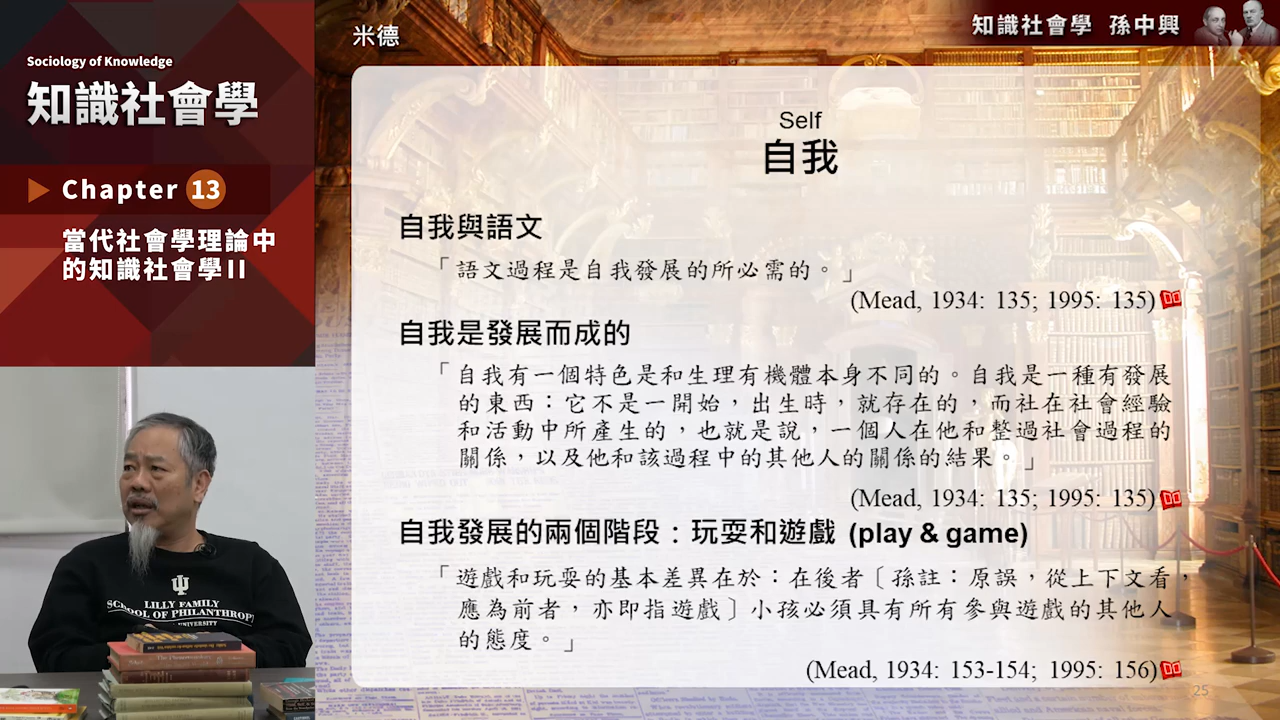 Sociology of Knowledge
知識社會學
Chapter 13
當代社會學理論中
的知識社會學II
米德
知識社會學 孫中興
Self
自我
自我與語文
「語文過程是自我發展的所必需的。」
(Mead, 1934: 135; 1995: 135)
自我是發展而成的
「自我有一個特色是和生理有機體本身不同的。自我是一種有發展
的東西：它不是一開始，出生時，就存在的，而社在社會經驗
和活動中所產生的，也就是說，一個人在他和整過社會過程的
關係，以及他和該過程中的其他人的關係的結果。」
(Mead, 1934: 135; 1995: 135)
自我發展的兩個階段：玩耍和遊戲 (play & game)
「遊戲和玩耍的基本差異在於：在後者〔孫註：原誤，從上下文看，
應為前者，亦即指遊戲〕小孩必須具有所有參與遊戲的其他人
的態度。」
(Mead, 1934: 153-154; 1995: 156)
25
LILLY FAMILY
SCHOOL OF PHILANTHROPY
UNIVERSITY